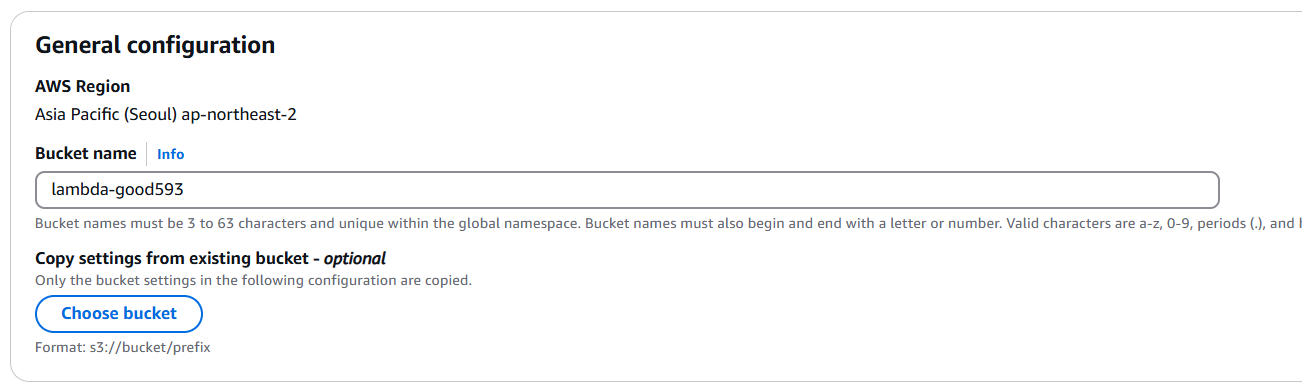 General configuration
AWS Region
Asia Pacific (Seoul) ap-northeast-2
Bucket name Info
lambda-good593
Bucket names must be 3 to 63 characters and unique within the global namespace. Bucket names must also begin and end with a letter or number. Valid characters are a-z, 0-9, periods (.), and
Copy settings from existing bucket - optional
Only the bucket settings in the following configuration are copied.
Choose bucket
Format: s3://bucket/prefix